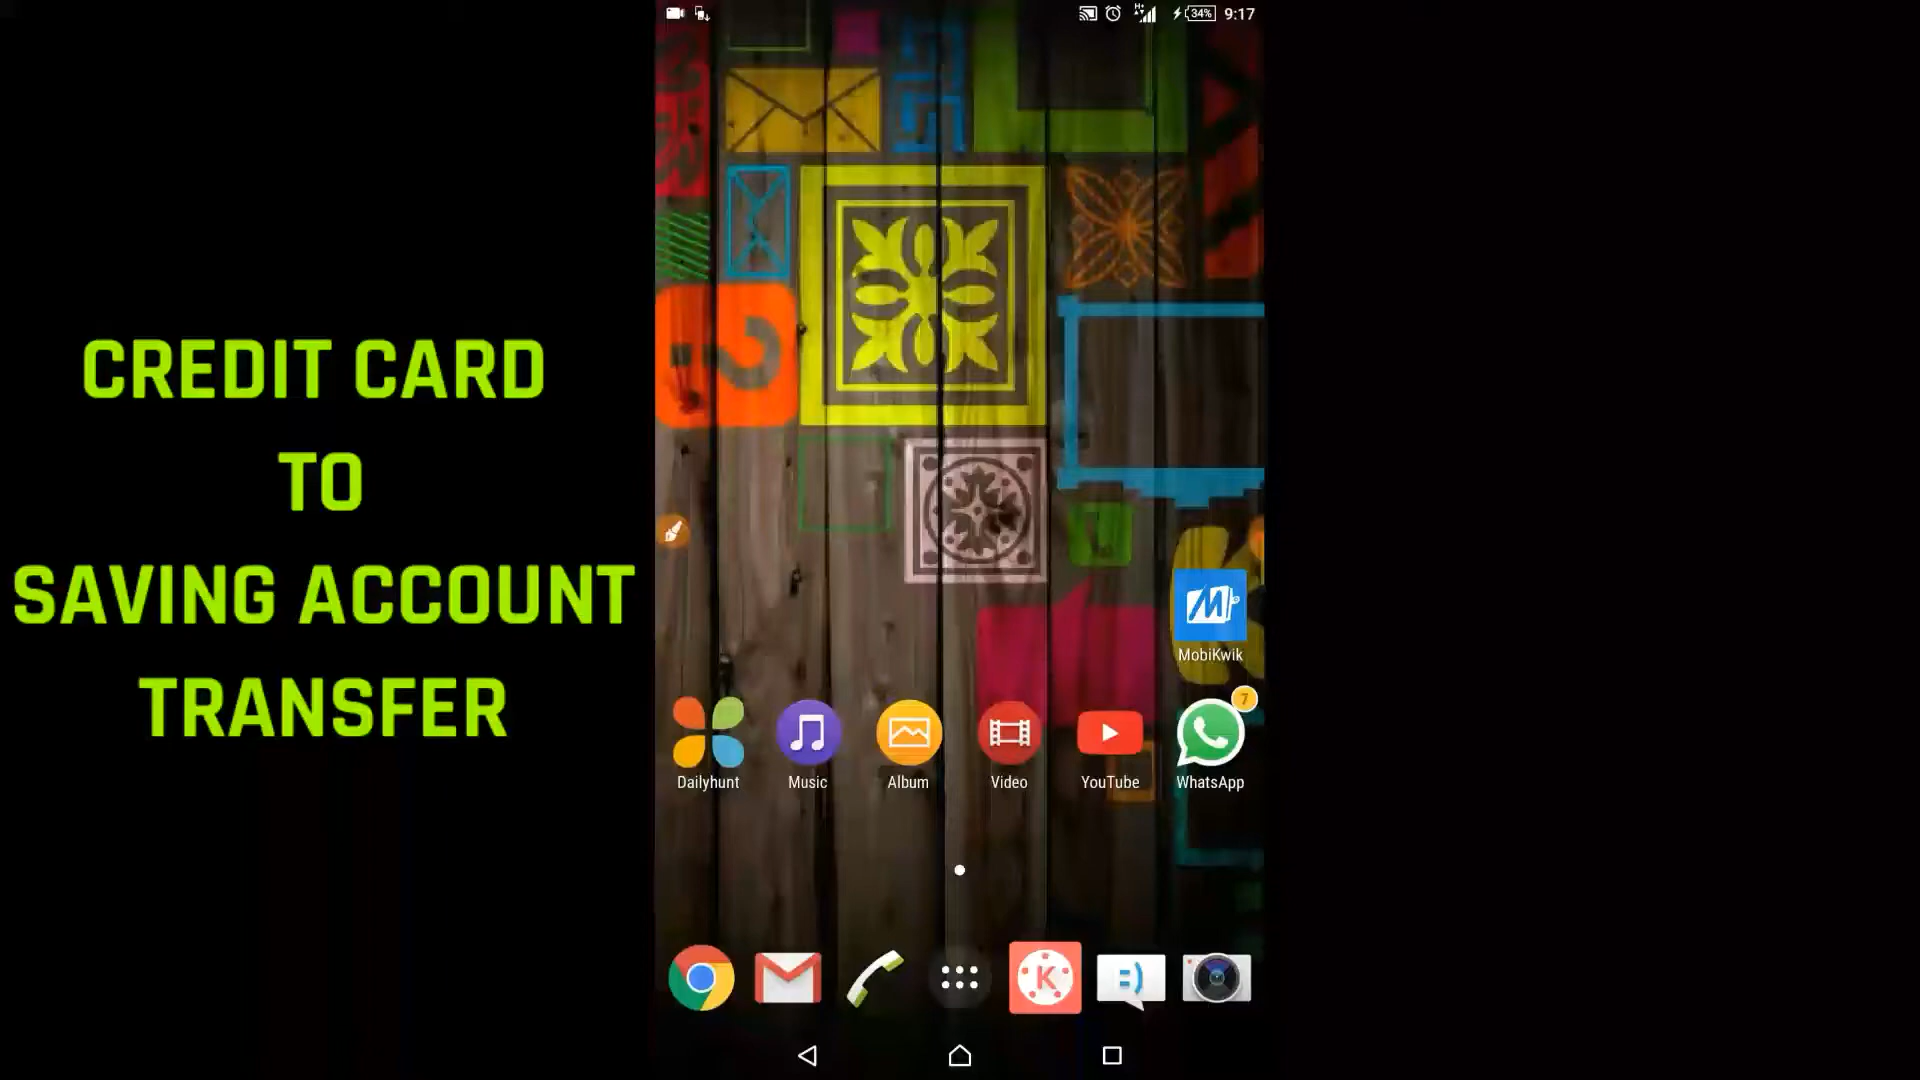 34%
9:17
CREDIT CARD
TO
SAVING ACCOUNT
TRANSFER
MobiKwik
7
Dailyhunt
Music
Album
Video
YouTube
WhatsApp
K
:)